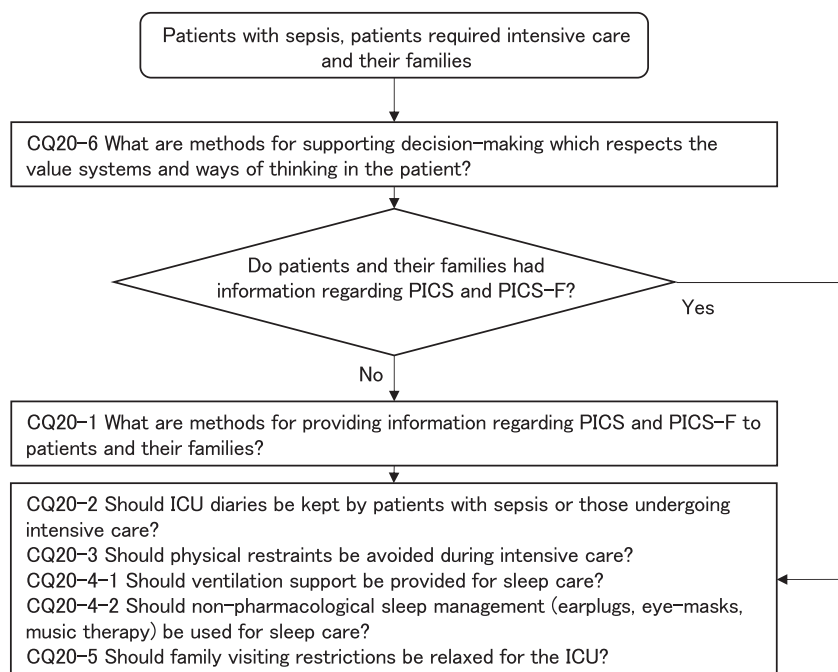 Patients with sepsis, patients required intensive care
and their families
CQ20-6 What are methods for supporting decision-making which respects the
value systems and ways of thinking in the patient?
Do patients and their families had
information regarding PICS and PICS-F?
Yes
No
CQ20-1 What are methods for providing information regarding PICS and PICS-F to
patients and their families?
CQ20-2 Should ICU diaries be kept by patients with sepsis or those undergoing
intensive care?
CQ20-3 Should physical restraints be avoided during intensive care?
CQ20-4-1 Should ventilation support be provided for sleep care?
CQ20-4-2 Should non-pharmacological sleep management (earplugs, eye-masks,
music therapy) be used for sleep care?
CQ20-5 Should family visiting restrictions be relaxed for the ICU?